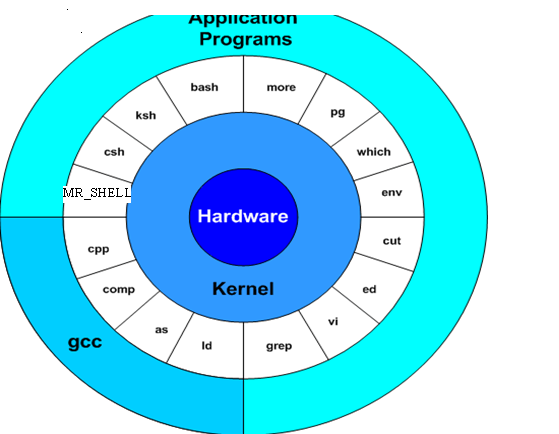 Application
Programs
bash
more
ksh
pg
csh
which
MR_SHELL
env
Hardware
cpp
cut
comp
Kernel
ed
as
vi
gcc
ld
grep